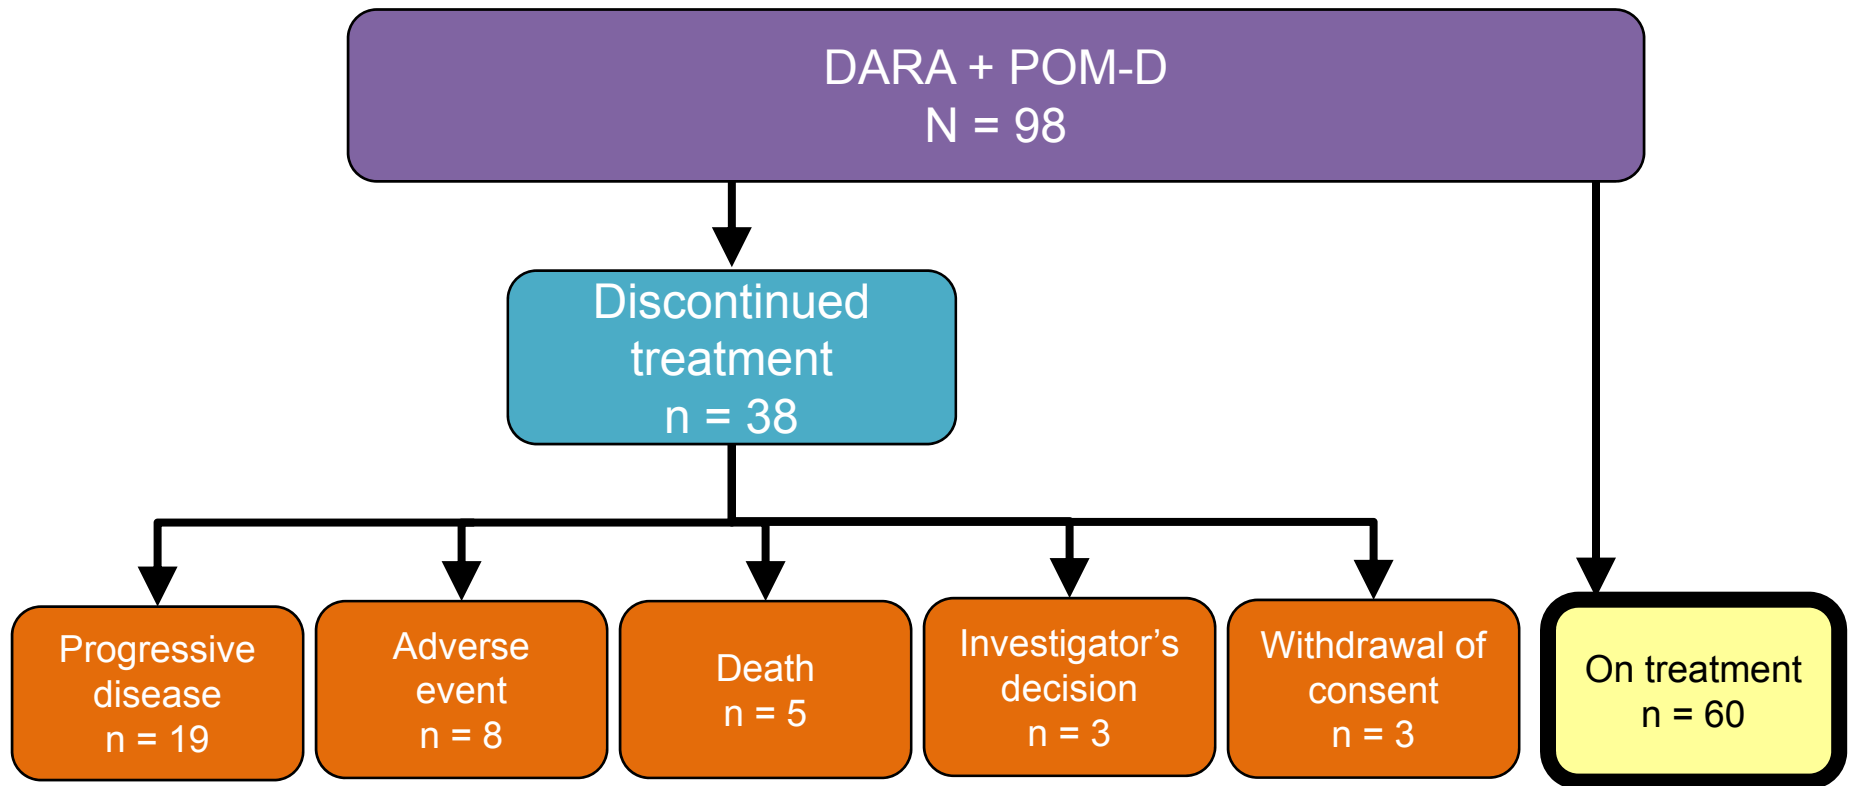 DARA + POM-D
N = 98
Discontinued
treatment
n = 38
Progressive
disease
n = 19
Adverse
event
n = 8
Death
n = 5
Investigator’s
decision
n = 3
Withdrawal of
consent
n = 3
On treatment
n = 60